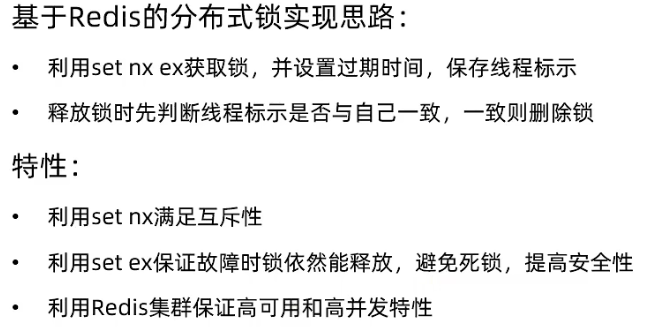 基于Redis的分布式锁实现思路：
• 利用set nx ex获取锁，并设置过期时间，保存线程标示
• 释放锁时先判断线程标示是否与自己一致，一致则删除锁
特性：
• 利用set nx满足互斥性
• 利用set ex保证故障时锁依然能释放，避免死锁，提高安全性
• 利用Redis集群保证高可用和高并发特性